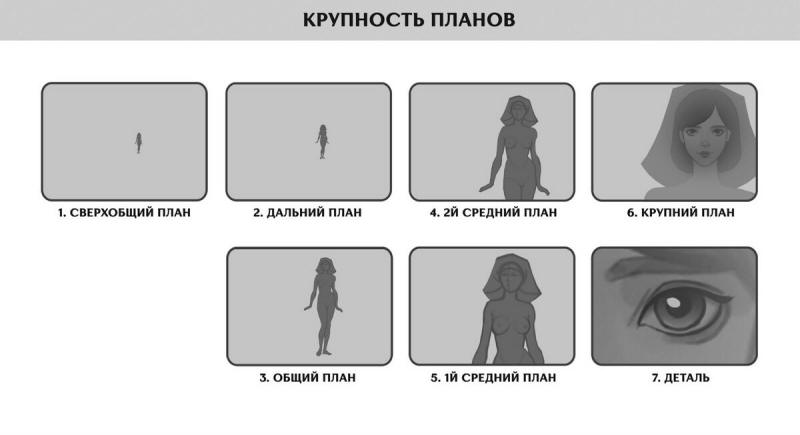 КРУПНОСТЬ ПЛАНОВ
1. СВЕРХОБЩИЙ ПЛАН
2. ДАЛЬНИЙ ПЛАН
4. 2Й СРЕДНИЙ ПЛАН
6. КРУПНИЙ ПЛАН
3. ОБЩИЙ ПЛАН
5. 1Й СРЕДНИЙ ПЛАН
7. ДЕТАЛЬ